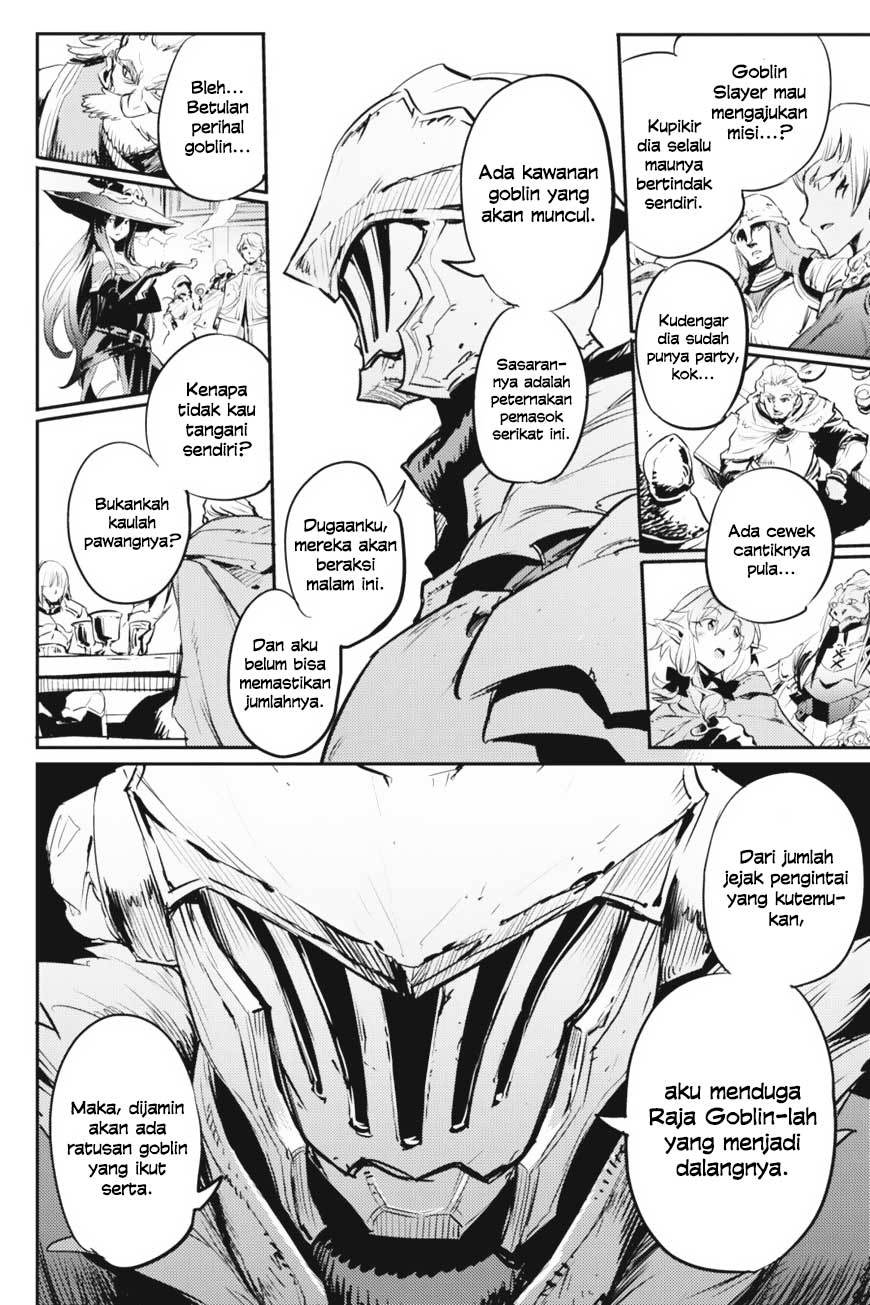 Goblin
Slayer mau
mengajukan
misi...?
Kupikir
dia selalu
maunya
bertindak
sendiri.
Kudengar
dia sudah
punya party,
kok...
Ada cewek
cantiknya
pula...
Ada kawanan
goblin yang
akan muncul.
Sasaran-
nya adalah
peternakan
pemasok
serikat ini.
Dugaanku,
mereka akan
beraksi
malam ini.
Dan aku
belum bisa
memastikan
jumlahnya.
Bleh...
Betulan
perihal
goblin...
Kenapa
tidak kau
tangani
sendiri?
Bukankah
kaulah
pawangnya?
Dari jumlah
jejak pengintai
yang kutemu-
kan,
aku menduga
Raja Goblin-lah
yang menjadi
dalangnya.
Maka, dijamin
akan ada
ratusan goblin
yang ikut
serta.